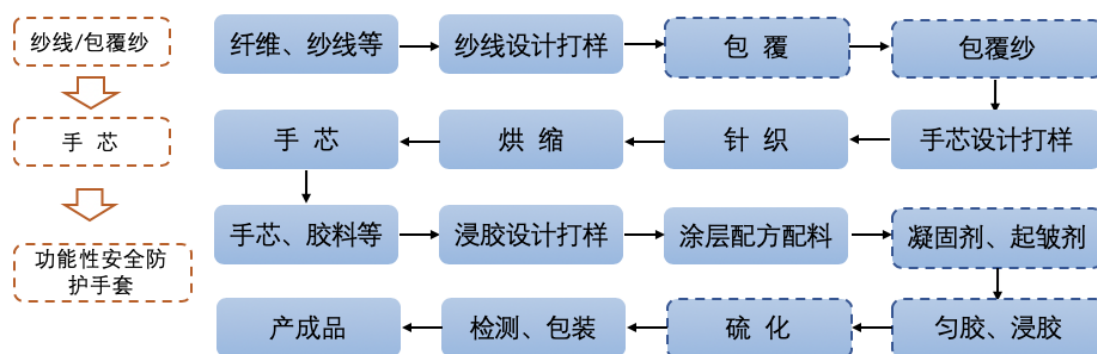 纱线/包覆纱
手 芯
功能性安全防
护手套
纤维、纱线等
纱线设计打样
包 覆
包覆纱
手芯设计打样
针 织
烘 缩
手 芯
手芯、胶料等
浸胶设计打样
涂层配方配料
凝固剂、起皱剂
匀胶、浸胶
硫 化
检测、包装
产成品